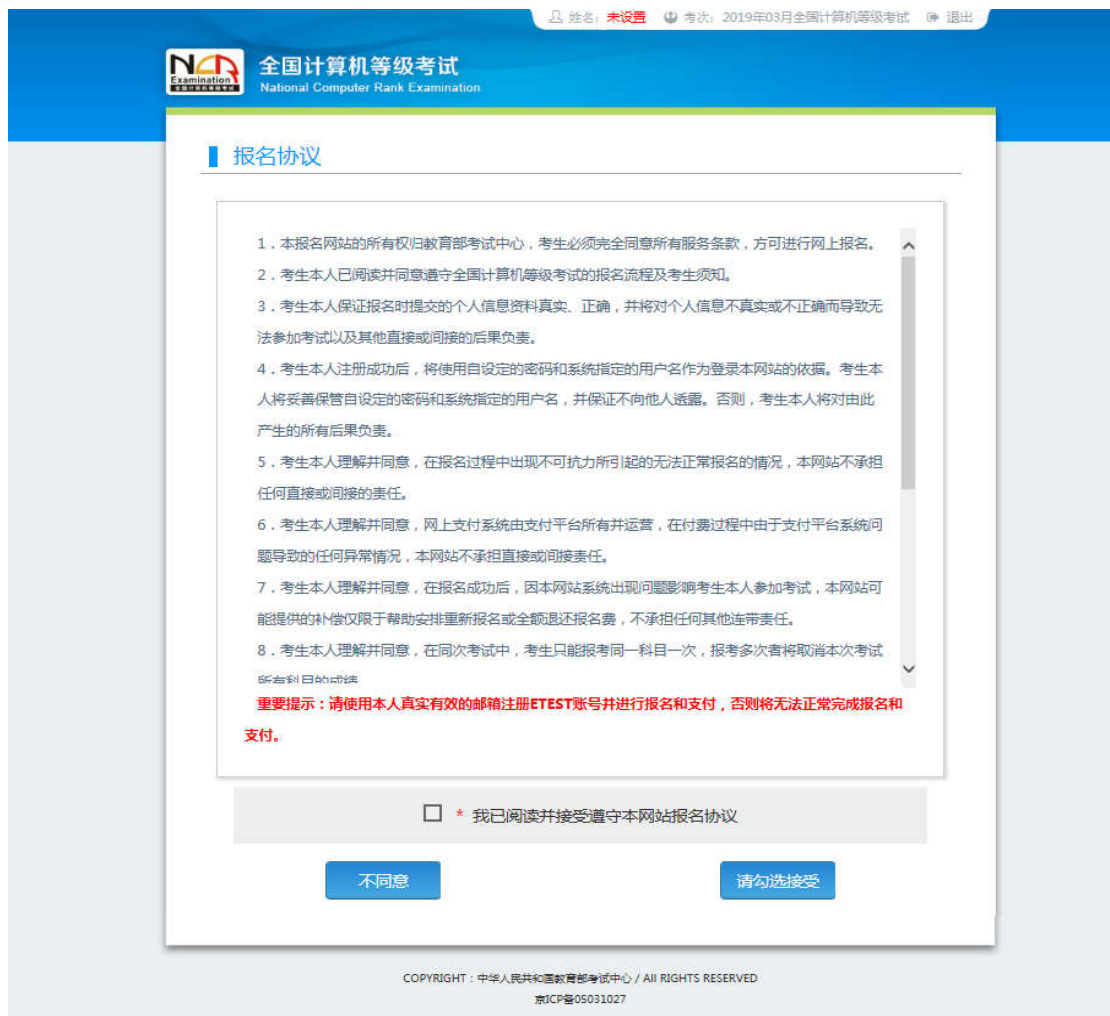 姓名：未设置 考次：2019年03月全国计算机等级考试 退出
NCR
Examination
全国计算机等级考试
National Computer Rank Examination
报名协议
1．本报名网站的所有权归教育部考试中心，考生必须完全同意所有服务条款，方可进行网上报名。
2．考生本人已阅读并同意遵守全国计算机等级考试的报名流程及考生须知。
3．考生本人保证报名时提交的个人信息资料真实、正确，并将对个人信息不真实或不正确而导致无
法参加考试以及其他直接或间接的后果负责。
4．考生本人注册成功后，将使用自设定的密码和系统指定的用户名作为登录本网站的依据。考生本
人将妥善保管自设定的密码和系统指定的用户名，并保证不向他人透露。否则，考生本人将对由此
产生的所有后果负责。
5．考生本人理解并同意，在报名过程中出现不可抗力所引起的无法正常报名的情况，本网站不承担
任何直接或间接的责任。
6．考生本人理解并同意，网上支付系统由支付平台所有并运营，在付费过程中由于支付平台系统问
题导致的任何异常情况，本网站不承担直接或间接责任。
7．考生本人理解并同意，在报名成功后，因本网站系统出现问题影响考生本人参加考试，本网站可
能提供的补偿仅限于帮助安排重新报名或全额退还报名费，不承担任何其他连带责任。
8．考生本人理解并同意，在同次考试中，考生只能报考同一科目一次，报考多次者将取消本次考试
所有科目的成绩
重要提示：请使用本人真实有效的邮箱注册ETEST账号并进行报名和支付，否则将无法正常完成报名和
支付。
* 我已阅读并接受遵守本网站报名协议
不同意 请勾选接受
COPYRIGHT：中华人民共和国教育部考试中心 / All RIGHTS RESERVED
京ICP备05031027